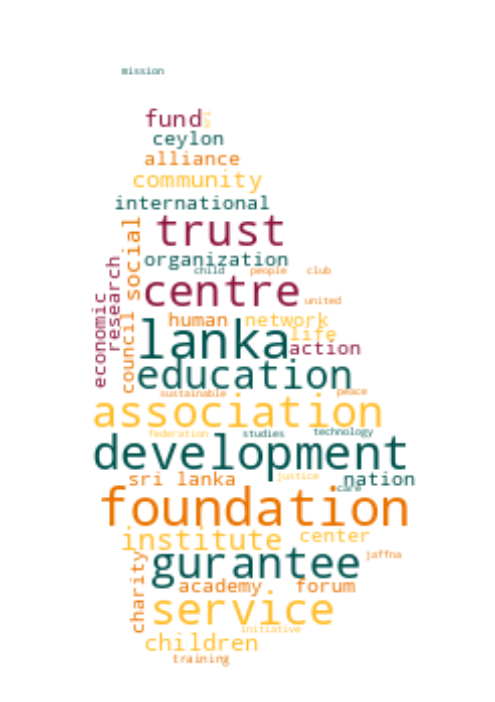 mission
fund
ceylon
alliance
community
international
trust
social
organization
child people club
research
centre
economic
united
human network
council
lanka
life
action
education
sustainable peace
association
federation studies technology
development
sri lanka
justice
nation
care
foundation
institute center
gurantee
jaffna
charity
academy forum
service
initiative
children
training